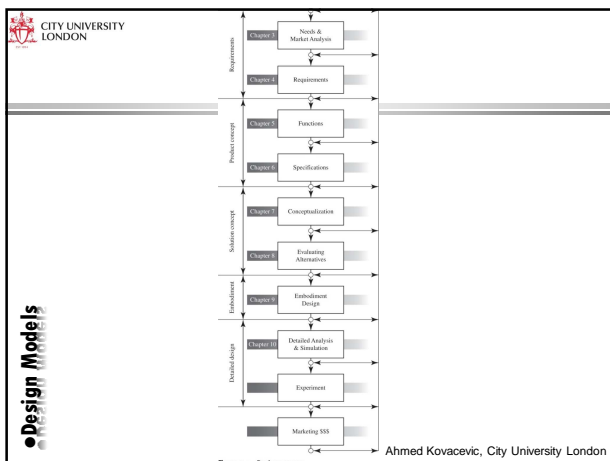 CITY UNIVERSITY
LONDON
Requirements
Chapter 3
Needs &
Market Analysis
Chapter 4
Requirements
Product concept
Chapter 5
Functions
Chapter 6
Specifications
Solution concept
Chapter 7
Conceptualization
Chapter 8
Evaluating
Alternatives
Embodiment
Chapter 9
Embodiment
Design
Detailed design
Chapter 10
Detailed Analysis
& Simulation
Experiment
Marketing $$$
•Design Models
Ahmed Kovacevic, City University London